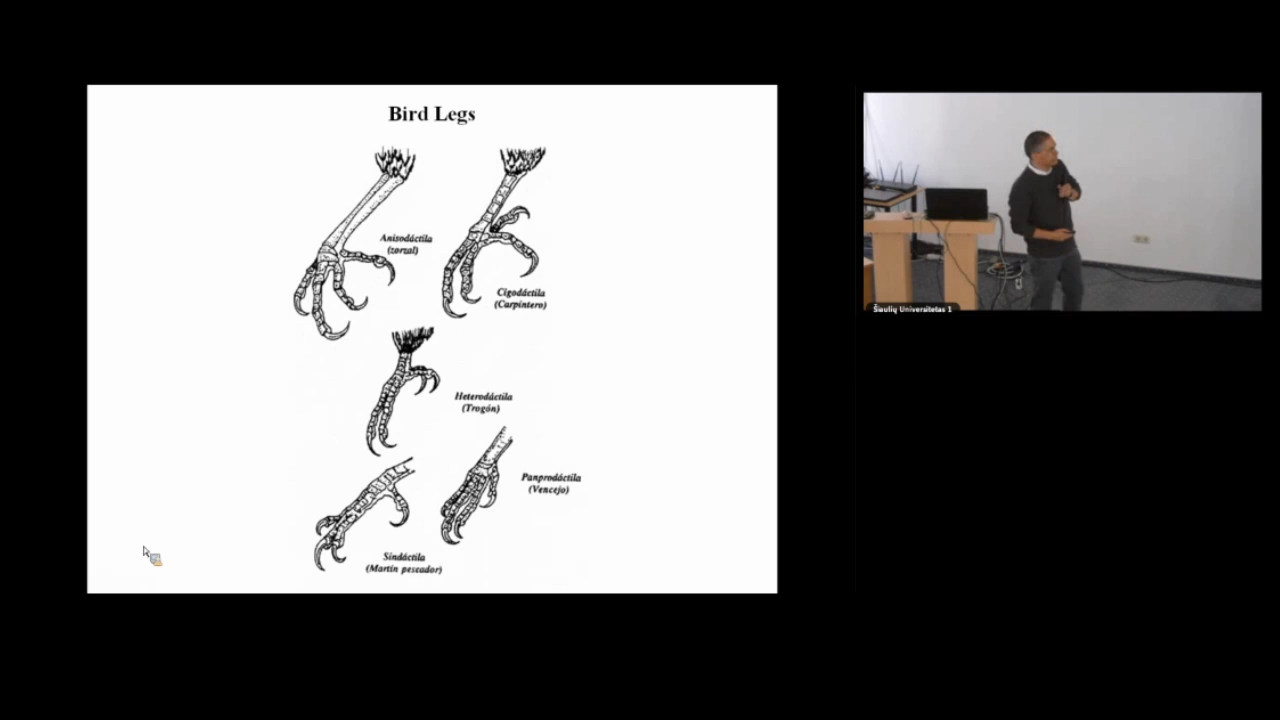 Bird Legs
Anisodáctila
(zorzal)
Cigodáctila
(Carpintero)
Heterodáctila
(Trogón)
Panprodáctila
(Vencejo)
Sindáctila
(Martín pescador)
Šiaulių Universitetas 1